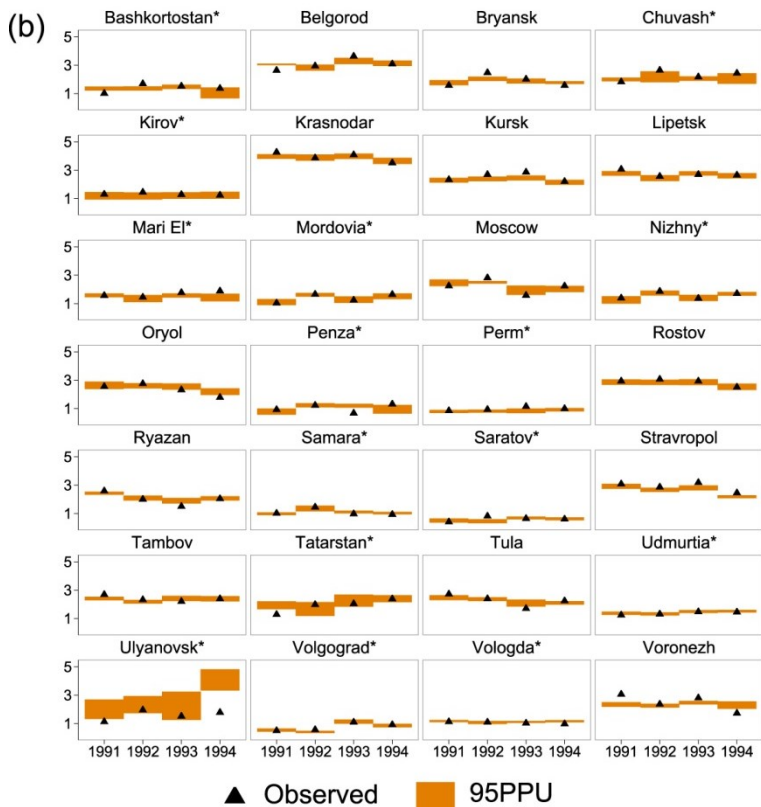 (b)
Bashkortostan* Belgorod Bryansk Chuvash*
5
3
1
Kirov* Krasnodar Kursk Lipetsk
5
3
1
Mari El* Mordovia* Moscow Nizhny*
5
3
1
Oryol Penza* Perm* Rostov
5
3
1
Ryazan Samara* Saratov* Stravropol
5
3
1
Tambov Tatarstan* Tula Udmurtia*
5
3
1
Ulyanovsk* Volgograd* Vologda* Voronezh
5
3
1
1991 1992 1993 1994 1991 1992 1993 1994 1991 1992 1993 1994 1991 1992 1993 1994
Observed 95PPU